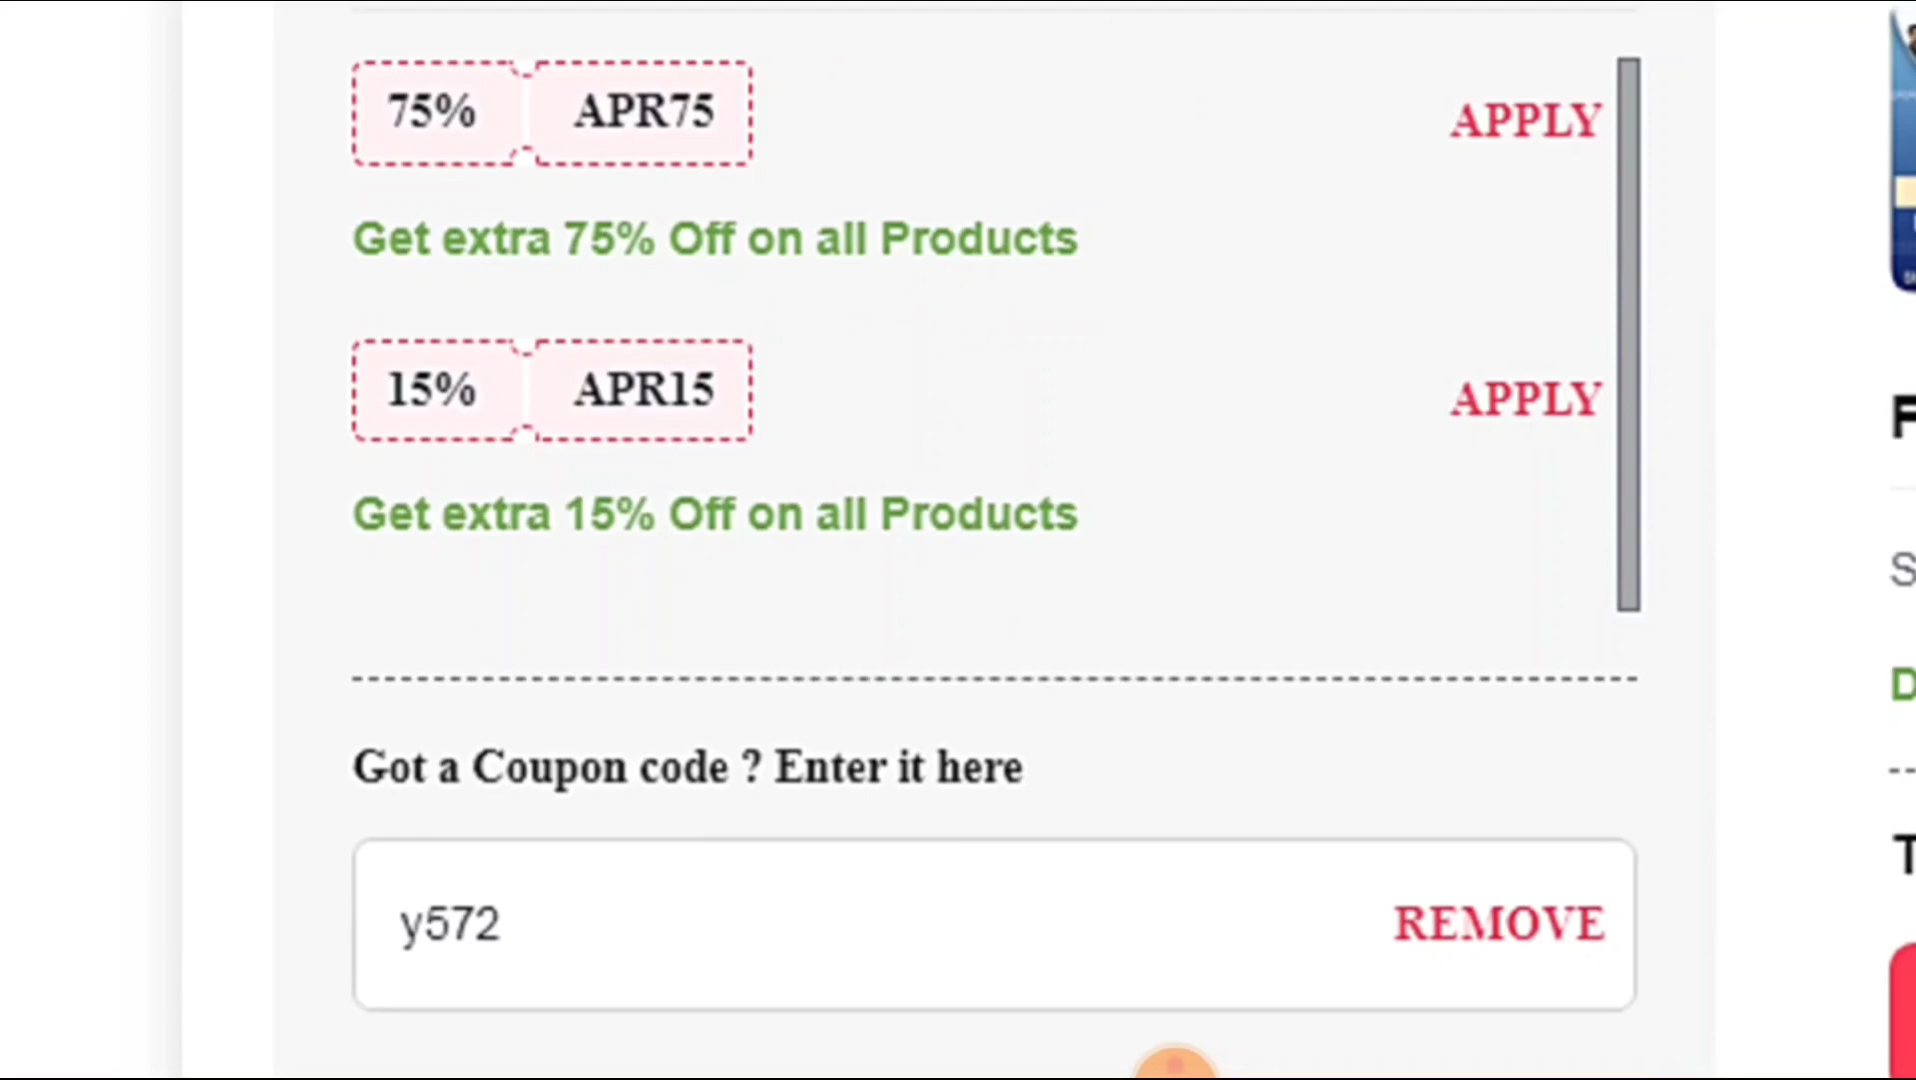 75% APR75 APPLY
Get extra 75% Off on all Products
15% APR15 APPLY
Get extra 15% Off on all Products
Got a Coupon code ? Enter it here
y572 REMOVE